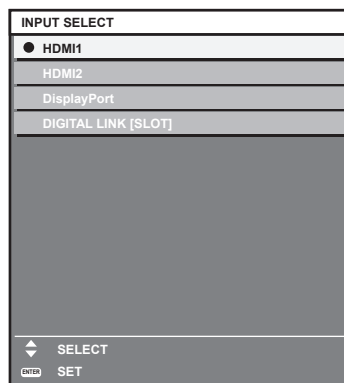 INPUT SELECT
HDMI1
HDMI2
DisplayPort
DIGITAL LINK [SLOT]
SELECT
ENTER SET